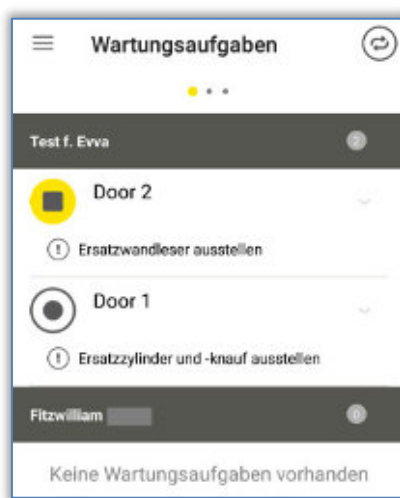 Wartungsaufgaben
Test f. Evva 2
Door 2
Ersatzwandleser ausstellen
Door 1
Ersatzzylinder und -knauf ausstellen
Fitzwilliam 0
Keine Wartungsaufgaben vorhanden